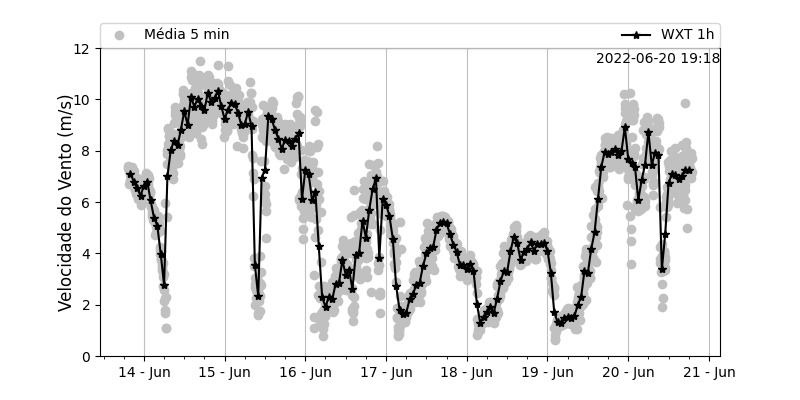 Média 5 min
WXT 1h
2022-06-20 19:18
Velocidade do Vento (m/s)
12
10
8
6
4
2
0
14 - Jun
15 - Jun
16 - Jun
17 - Jun
18 - Jun
19 - Jun
20 - Jun
21 - Jun